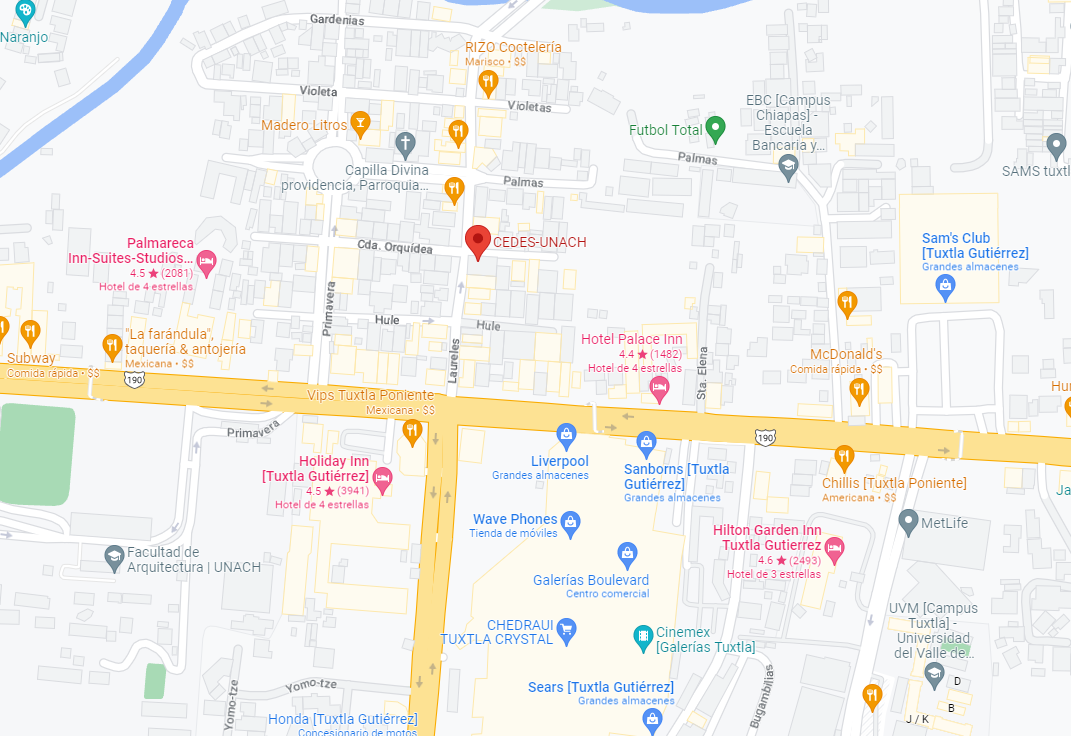 Gardenias
Naranjo
RIZO Coctelería
Marisco • $$
Violeta
Violetas
EBC [Campus
Chiapas] -
Escuela
Bancaria y...
Madero Litros
Futbol Total
Palmas
SAMS tuxtl
Capilla Divina
providencia, Parroquia...
Palmas
CEDES-UNACH
Cda. Orquídea
Palmareca
Inn-Suites-Studios...
4.5 ★ (2081)
Hotel de 4 estrellas
Sam's Club
[Tuxtla Gutiérrez]
Grandes almacenes
Primavera
Hule
Hule
Laureles
"La farándula",
taquería & antojería
Mexicana • $$
Subway
Comida rápida • $$
190
Hotel Palace Inn
4.4 ★ (1482)
Hotel de 4 estrellas
Sta. Elena
McDonald's
Comida rápida • $$
Hur
Vips Tuxtla Poniente
Mexicana • $$
Primavera
190
Holiday Inn
[Tuxtla Gutiérrez]
4.5 ★ (3941)
Hotel de 4 estrellas
Liverpool
Grandes almacenes
Sanborns [Tuxtla
Gutiérrez]
Grandes almacenes
Chillis [Tuxtla Poniente]
Americana • $$
Ja
Wave Phones
Tienda de móviles
Hilton Garden Inn
Tuxtla Gutierrez
4.6 ★ (2493)
Hotel de 3 estrellas
MetLife
Facultad de
Arquitectura | UNACH
Galerías Boulevard
Centro comercial
CHEDRAUI
TUXTLA CRYSTAL
Cinemex
[Galerías Tuxtla]
UVM [Campus
Tuxtla] -
Universidad
del Valle de...
D
B
J / K
Yomo-tze
Yomo-tze
Sears [Tuxtla Gutiérrez]
Grandes almacenes
Bugambilias
Honda [Tuxtla Gutiérrez]
Concesionario de motos